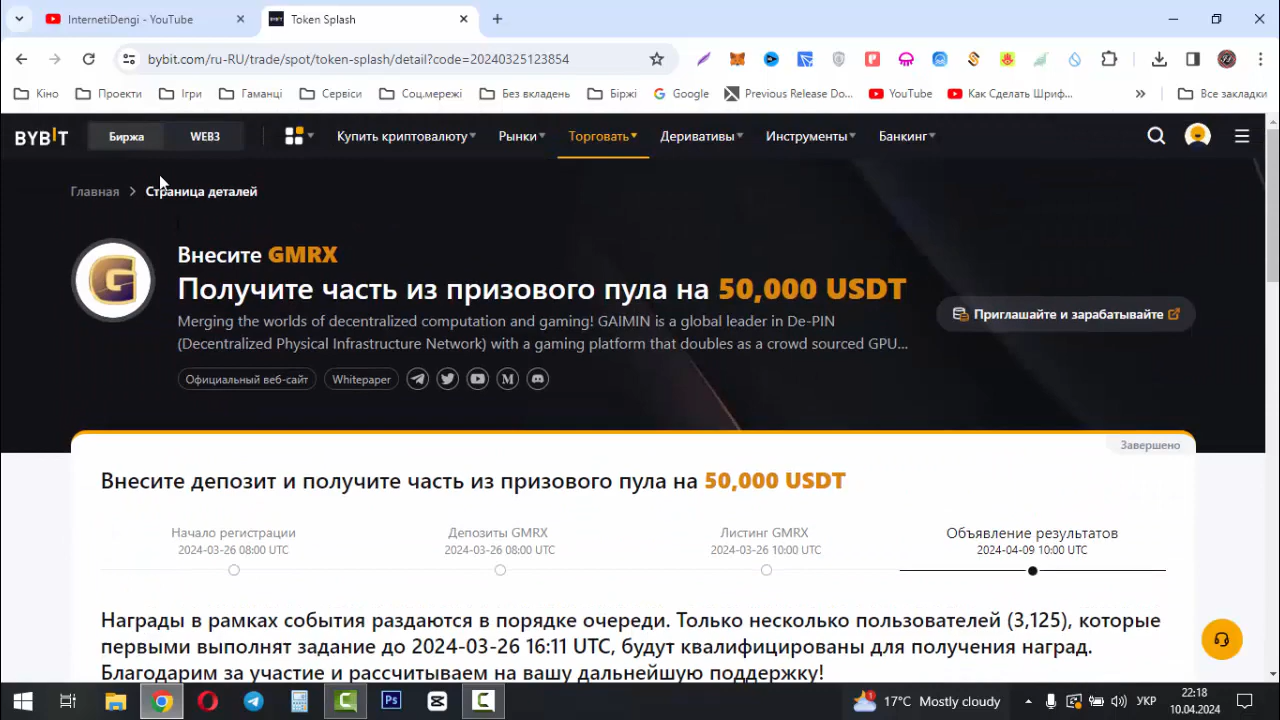 InternetiDengi - YouTube
Token Splash
bybit.com/ru-RU/trade/spot/token-splash/detail?code=20240325123854
Кіно Проекти Ігри Гаманці Сервіси Соц.мережі Без вкладень Біржі Google Previous Release Do... YouTube Как Сделать Шриф... Все закладки
BYBIT Биржа WEB3 Купить криптовалюту Рынки Торговать Деривативы Инструменты Банкинг
Главная > Страница деталей
Внесите GMRX
Получите часть из призового пула на 50,000 USDT
Merging the worlds of decentralized computation and gaming! GAIMIN is a global leader in De-PIN
(Decentralized Physical Infrastructure Network) with a gaming platform that doubles as a crowd sourced GPU...
Приглашайте и зарабатывайте
Официальный веб-сайт Whitepaper
Завершено
Внесите депозит и получите часть из призового пула на 50,000 USDT
Начало регистрации Депозиты GMRX Листинг GMRX Объявление результатов
2024-03-26 08:00 UTC 2024-03-26 08:00 UTC 2024-03-26 10:00 UTC 2024-04-09 10:00 UTC
Награды в рамках события раздаются в порядке очереди. Только несколько пользователей (3,125), которые
первыми выполнят задание до 2024-03-26 16:11 UTC, будут квалифицированы для получения наград.
Благодарим за участие и рассчитываем на вашу дальнейшую поддержку!
17°C Mostly cloudy УКР 22:18
10.04.2024